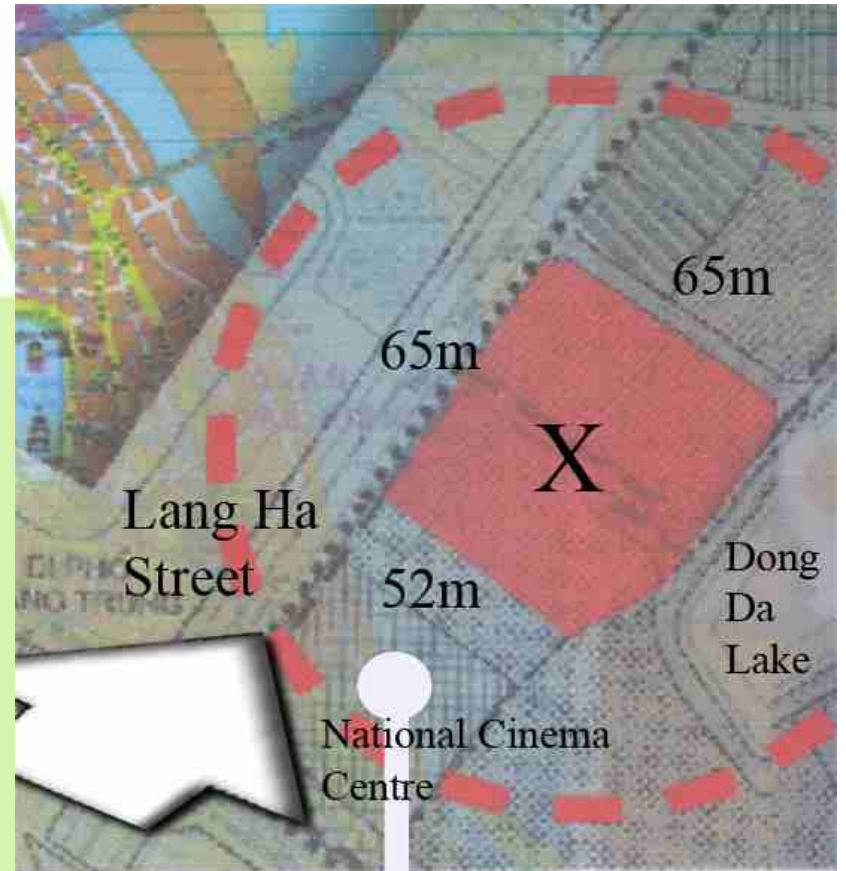 65m
65m
X
Lang Ha
Street
52m
Dong
Da
Lake
National Cinema
Centre